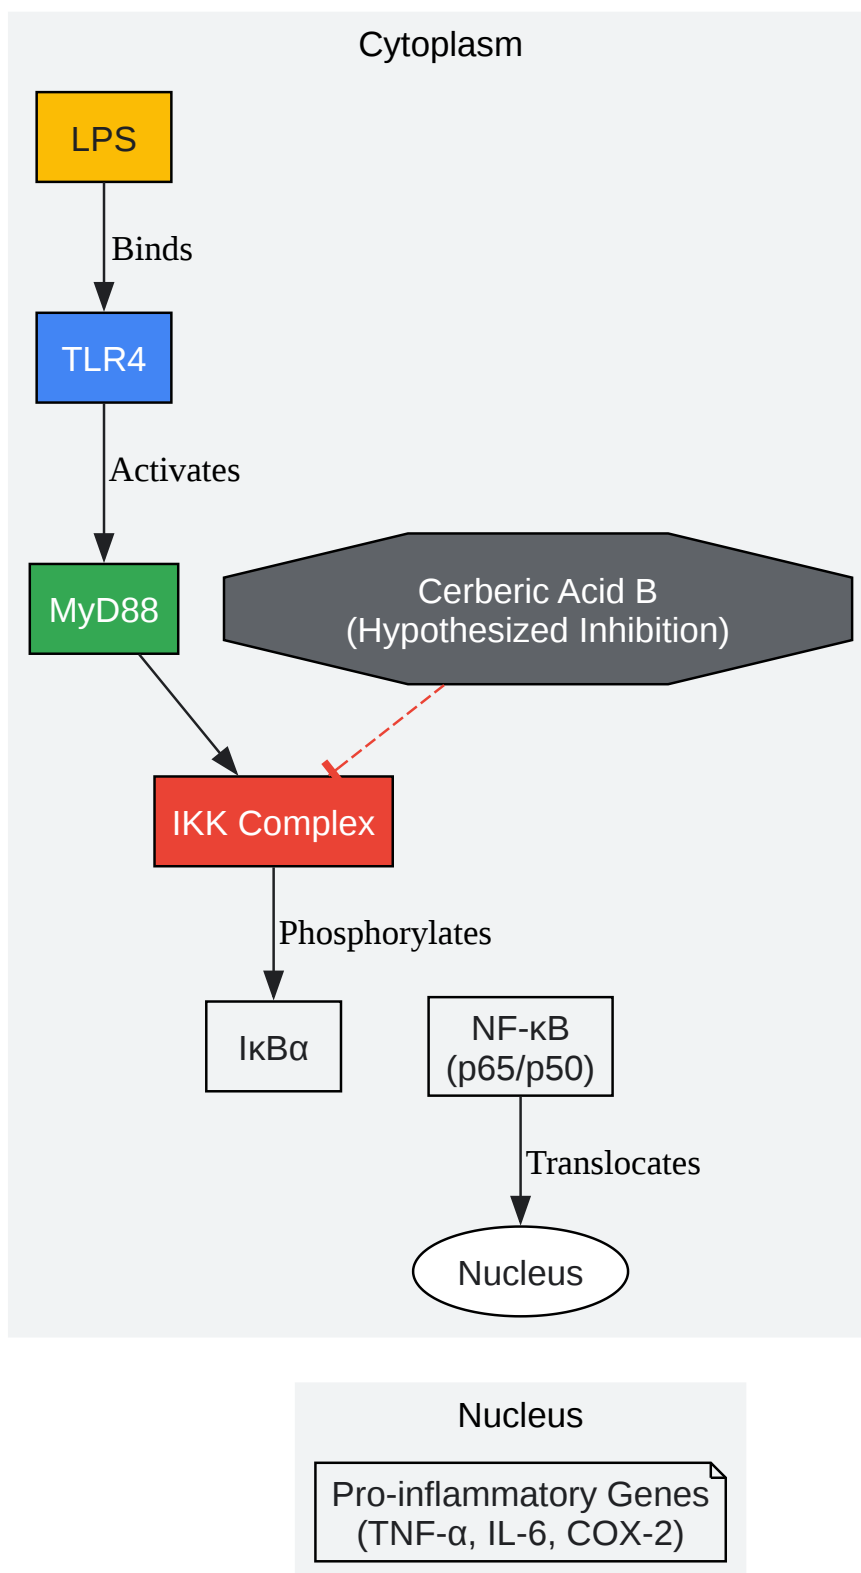 Cytoplasm
LPS
Binds
TLR4
Activates
MyD88
Cerberic Acid B
(Hypothesized Inhibition)
IKK Complex
Phosphorylates
IκBα
NF-κB
(p65/p50)
Translocates
Nucleus
Nucleus
Pro-inflammatory Genes
(TNF-α, IL-6, COX-2)